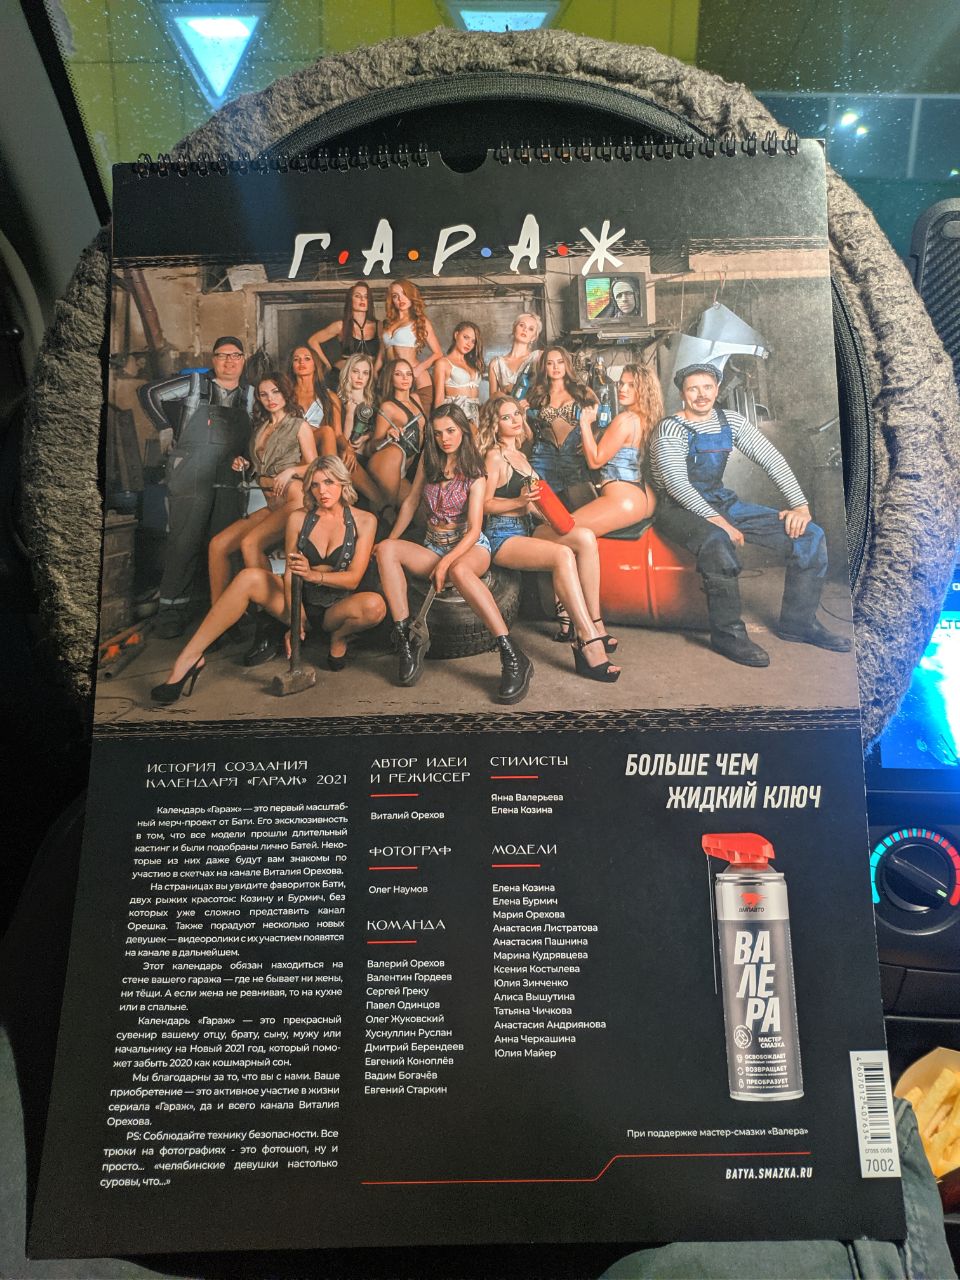 Г·А·Р·А·Ж
ИСТОРИЯ СОЗДАНИЯ
КАЛЕНДАРЯ «ГАРАЖ» 2021
Календарь «Гараж» — это первый масштаб-
ный мерч-проект от Бати. Его эксклюзивность
в том, что все модели прошли длительный
кастинг и были подобраны лично Батей. Неко-
торые из них даже будут вам знакомы по
участию в скетчах на канале Виталия Орехова.
На страницах вы увидите фавориток Бати,
двух рыжих красоток: Козину и Бурмич, без
которых уже сложно представить канал
Орешка. Также порадуют несколько новых
девушек — видеоролики с их участием появятся
на канале в дальнейшем.
Этот календарь обязан находиться на
стене вашего гаража — где не бывает ни жены,
ни тёщи. А если жена не ревнивая, то на кухне
или в спальне.
Календарь «Гараж» — это прекрасный
сувенир вашему отцу, брату, сыну, мужу или
начальнику на Новый 2021 год, который помо-
жет забыть 2020 как кошмарный сон.
Мы благодарны за то, что вы с нами. Ваше
приобретение — это активное участие в жизни
сериала «Гараж», да и всего канала Виталия
Орехова.
PS: Соблюдайте технику безопасности. Все
трюки на фотографиях - это фотошоп, ну и
просто... «челябинские девушки настолько
суровы, что...»
АВТОР ИДЕИ
И РЕЖИССЕР
Виталий Орехов
ФОТОГРАФ
Олег Наумов
КОМАНДА
Валерий Орехов
Валентин Гордеев
Сергей Греку
Павел Одинцов
Олег Жуковский
Хуснуллин Руслан
Дмитрий Берендеев
Евгений Коноплёв
Вадим Богачёв
Евгений Старкин
СТИЛИСТЫ
Янна Валерьева
Елена Козина
МОДЕЛИ
Елена Козина
Елена Бурмич
Мария Орехова
Анастасия Листратова
Анастасия Пашнина
Марина Кудрявцева
Ксения Костылева
Юлия Зинченко
Алиса Вышутина
Татьяна Чичкова
Анастасия Андриянова
Анна Черкашина
Юлия Майер
БОЛЬШЕ ЧЕМ
ЖИДКИЙ КЛЮЧ
ВМПАВТО
ВА
ЛЕ
РА
МАСТЕР
СМАЗКА
ОСВОБОЖДАЕТ
ВОЗВРАЩАЕТ
ПРЕОБРАЗУЕТ
При поддержке мастер-смазки «Валера»
BATYA.SMAZKA.RU
4607012407634
cross code
7002